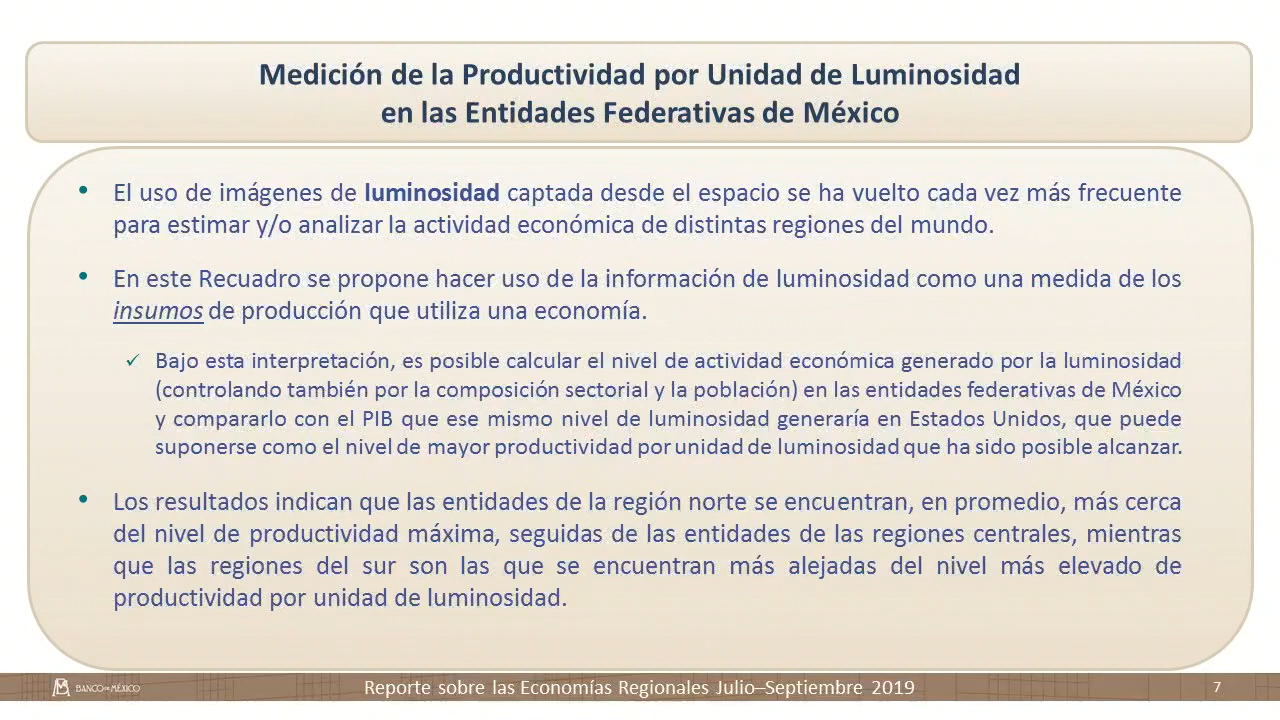 Medición de la Productividad por Unidad de Luminosidad
en las Entidades Federativas de México
• El uso de imágenes de luminosidad captada desde el espacio se ha vuelto cada vez más frecuente
para estimar y/o analizar la actividad económica de distintas regiones del mundo.
• En este Recuadro se propone hacer uso de la información de luminosidad como una medida de los
insumos de producción que utiliza una economía.
✓ Bajo esta interpretación, es posible calcular el nivel de actividad económica generado por la luminosidad
(controlando también por la composición sectorial y la población) en las entidades federativas de México
y compararlo con el PIB que ese mismo nivel de luminosidad generaría en Estados Unidos, que puede
suponerse como el nivel de mayor productividad por unidad de luminosidad que ha sido posible alcanzar.
• Los resultados indican que las entidades de la región norte se encuentran, en promedio, más cerca
del nivel de productividad máxima, seguidas de las entidades de las regiones centrales, mientras
que las regiones del sur son las que se encuentran más alejadas del nivel más elevado de
productividad por unidad de luminosidad.
BANCO DE MÉXICO
Reporte sobre las Economías Regionales Julio–Septiembre 2019
7